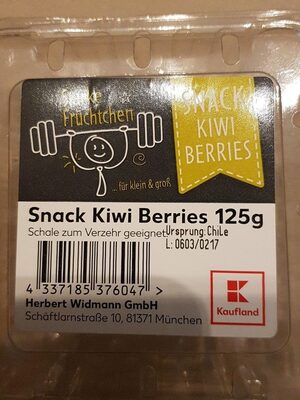 Starke
Früchtchen
... für klein & groß
SNACK
KIWI
BERRIES
Snack Kiwi Berries 125g
Schale zum Verzehr geeignet
Ursprung:ChiLe
L: 0603/0217
4 337185 376047 >
Herbert Widmann GmbH
Schäftlarnstraße 10, 81371 München
Kaufland